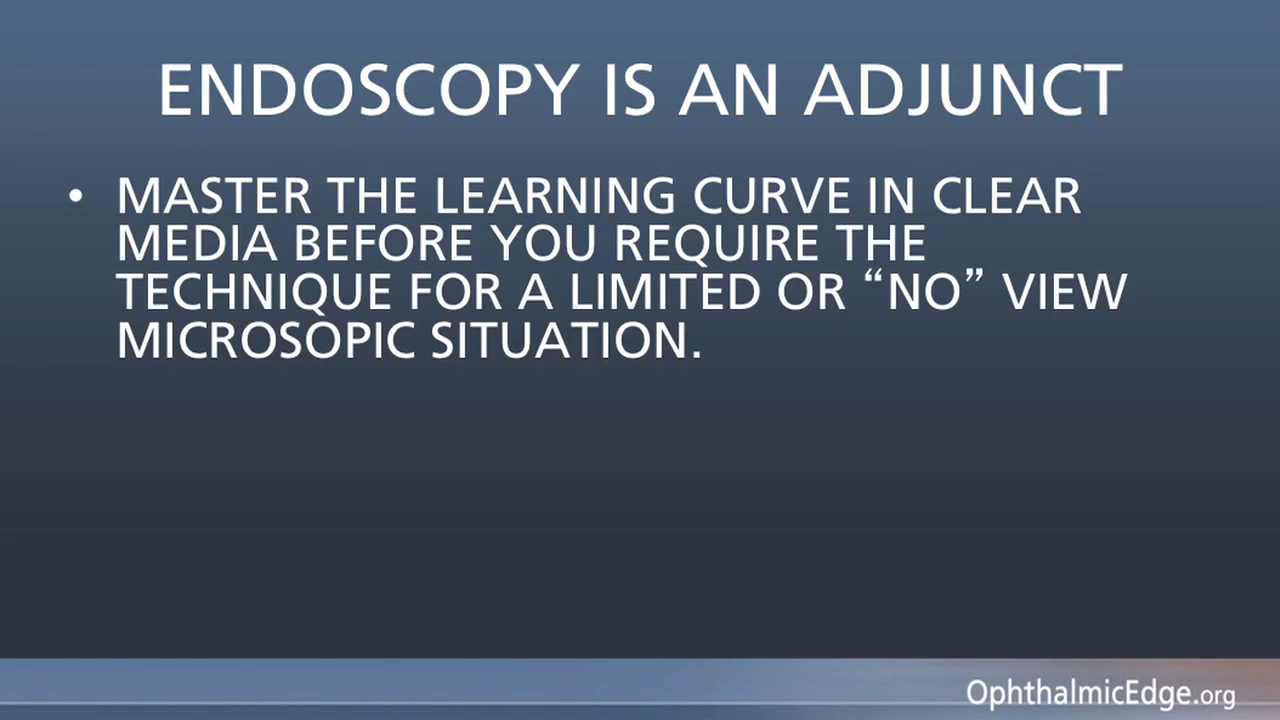 ENDOSCOPY IS AN ADJUNCT
• MASTER THE LEARNING CURVE IN CLEAR
MEDIA BEFORE YOU REQUIRE THE
TECHNIQUE FOR A LIMITED OR “NO” VIEW
MICROSOPIC SITUATION.
OphthalmicEdge.org